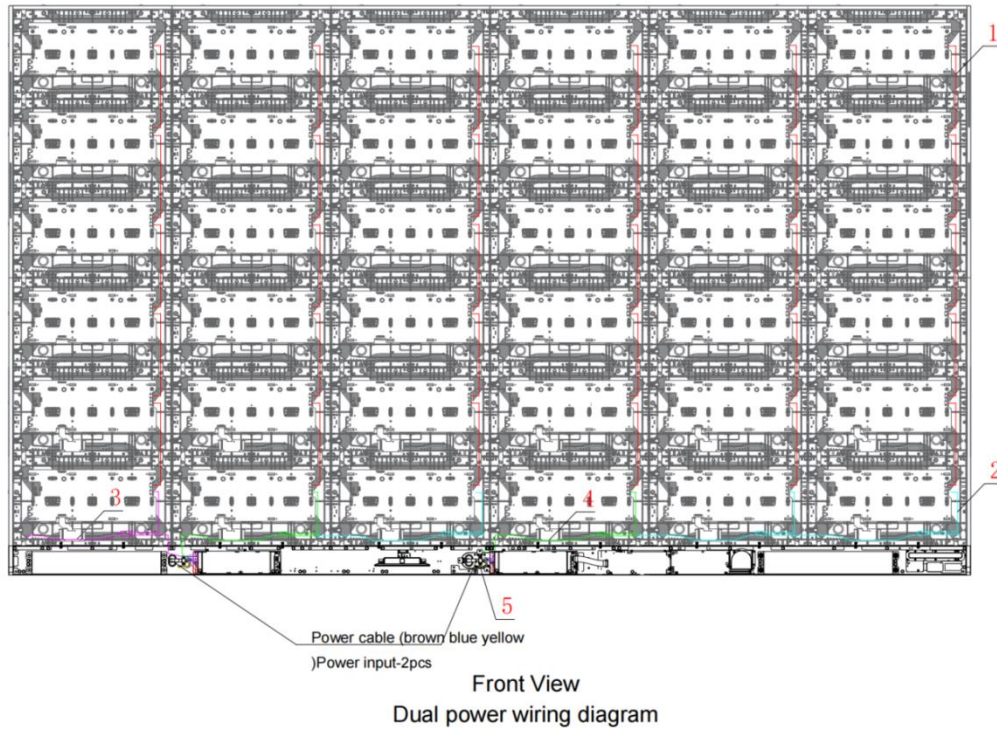 1
2
3
4
5
Power cable (brown blue yellow
)Power input-2pcs
Front View
Dual power wiring diagram